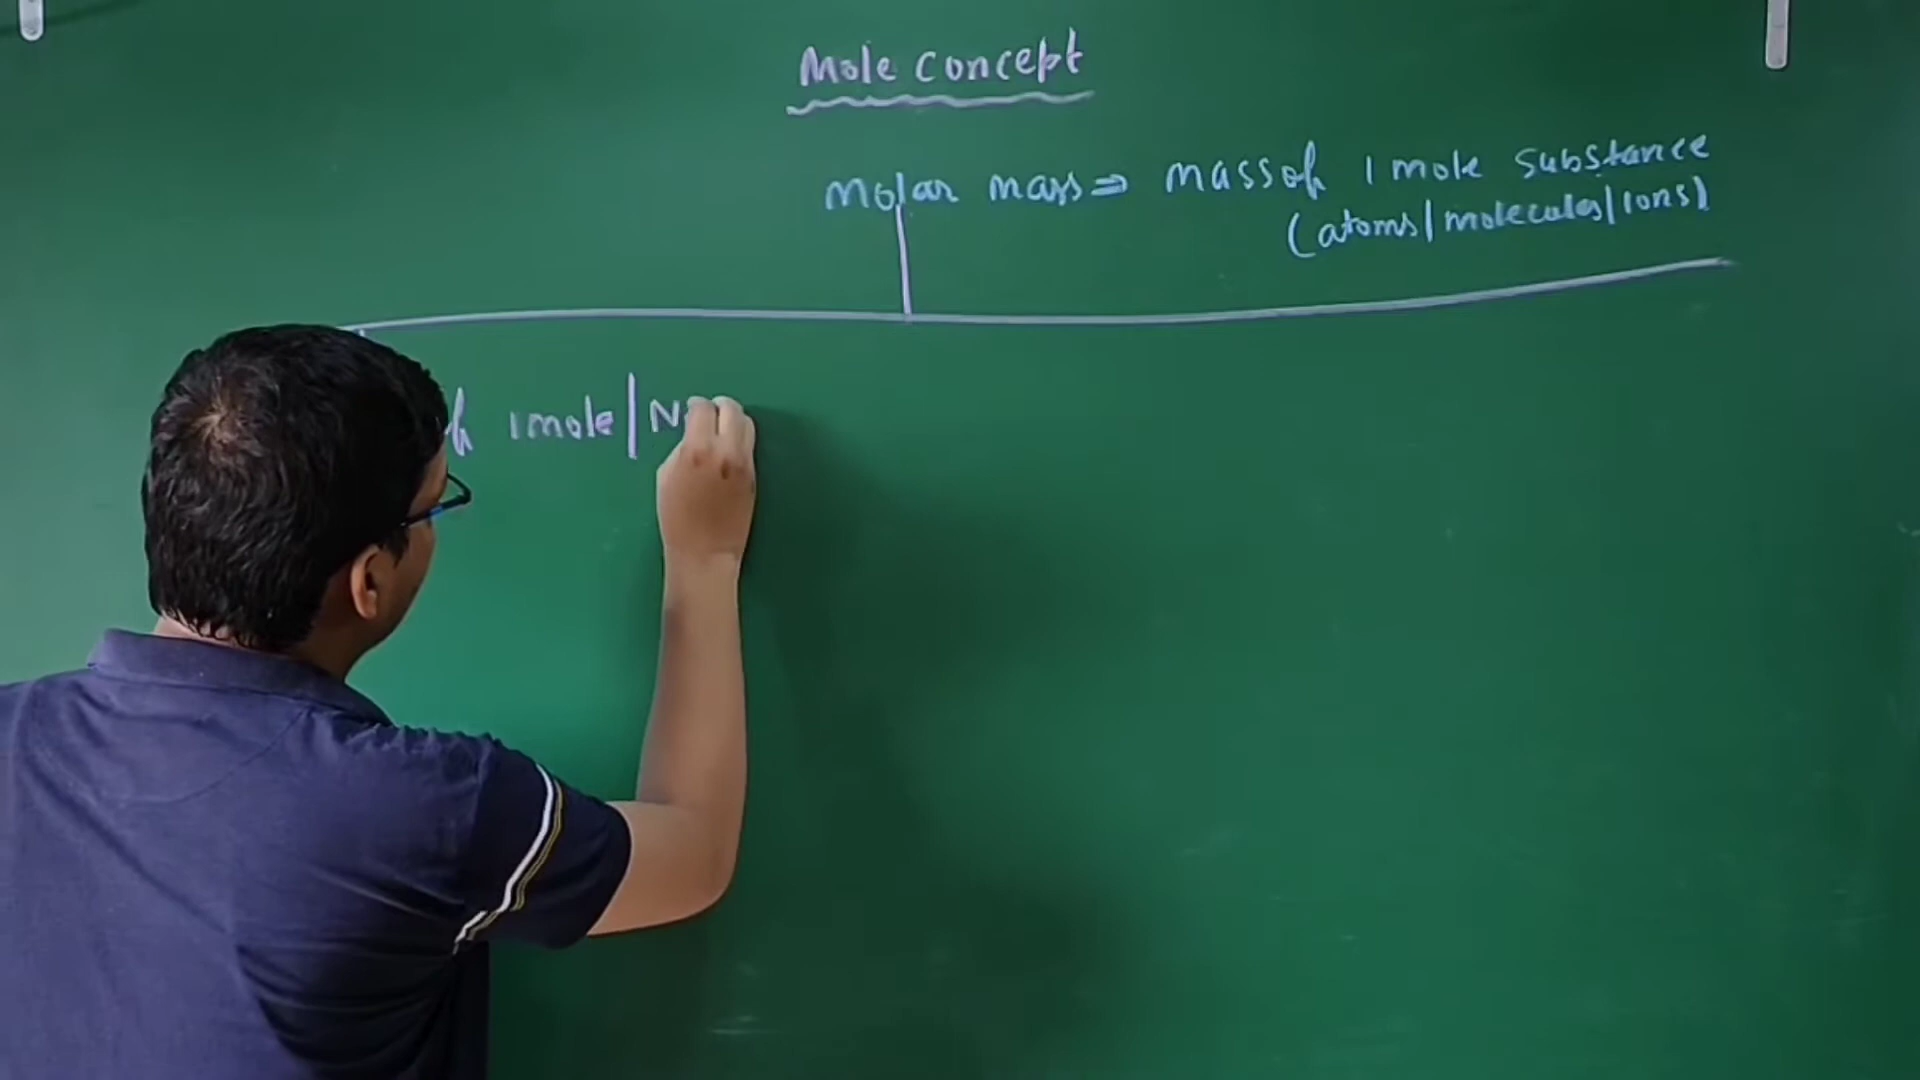 Mole concept
Molar mass ⇒ mass of 1 mole substance
(atoms/molecules/ions)
1 mole | N